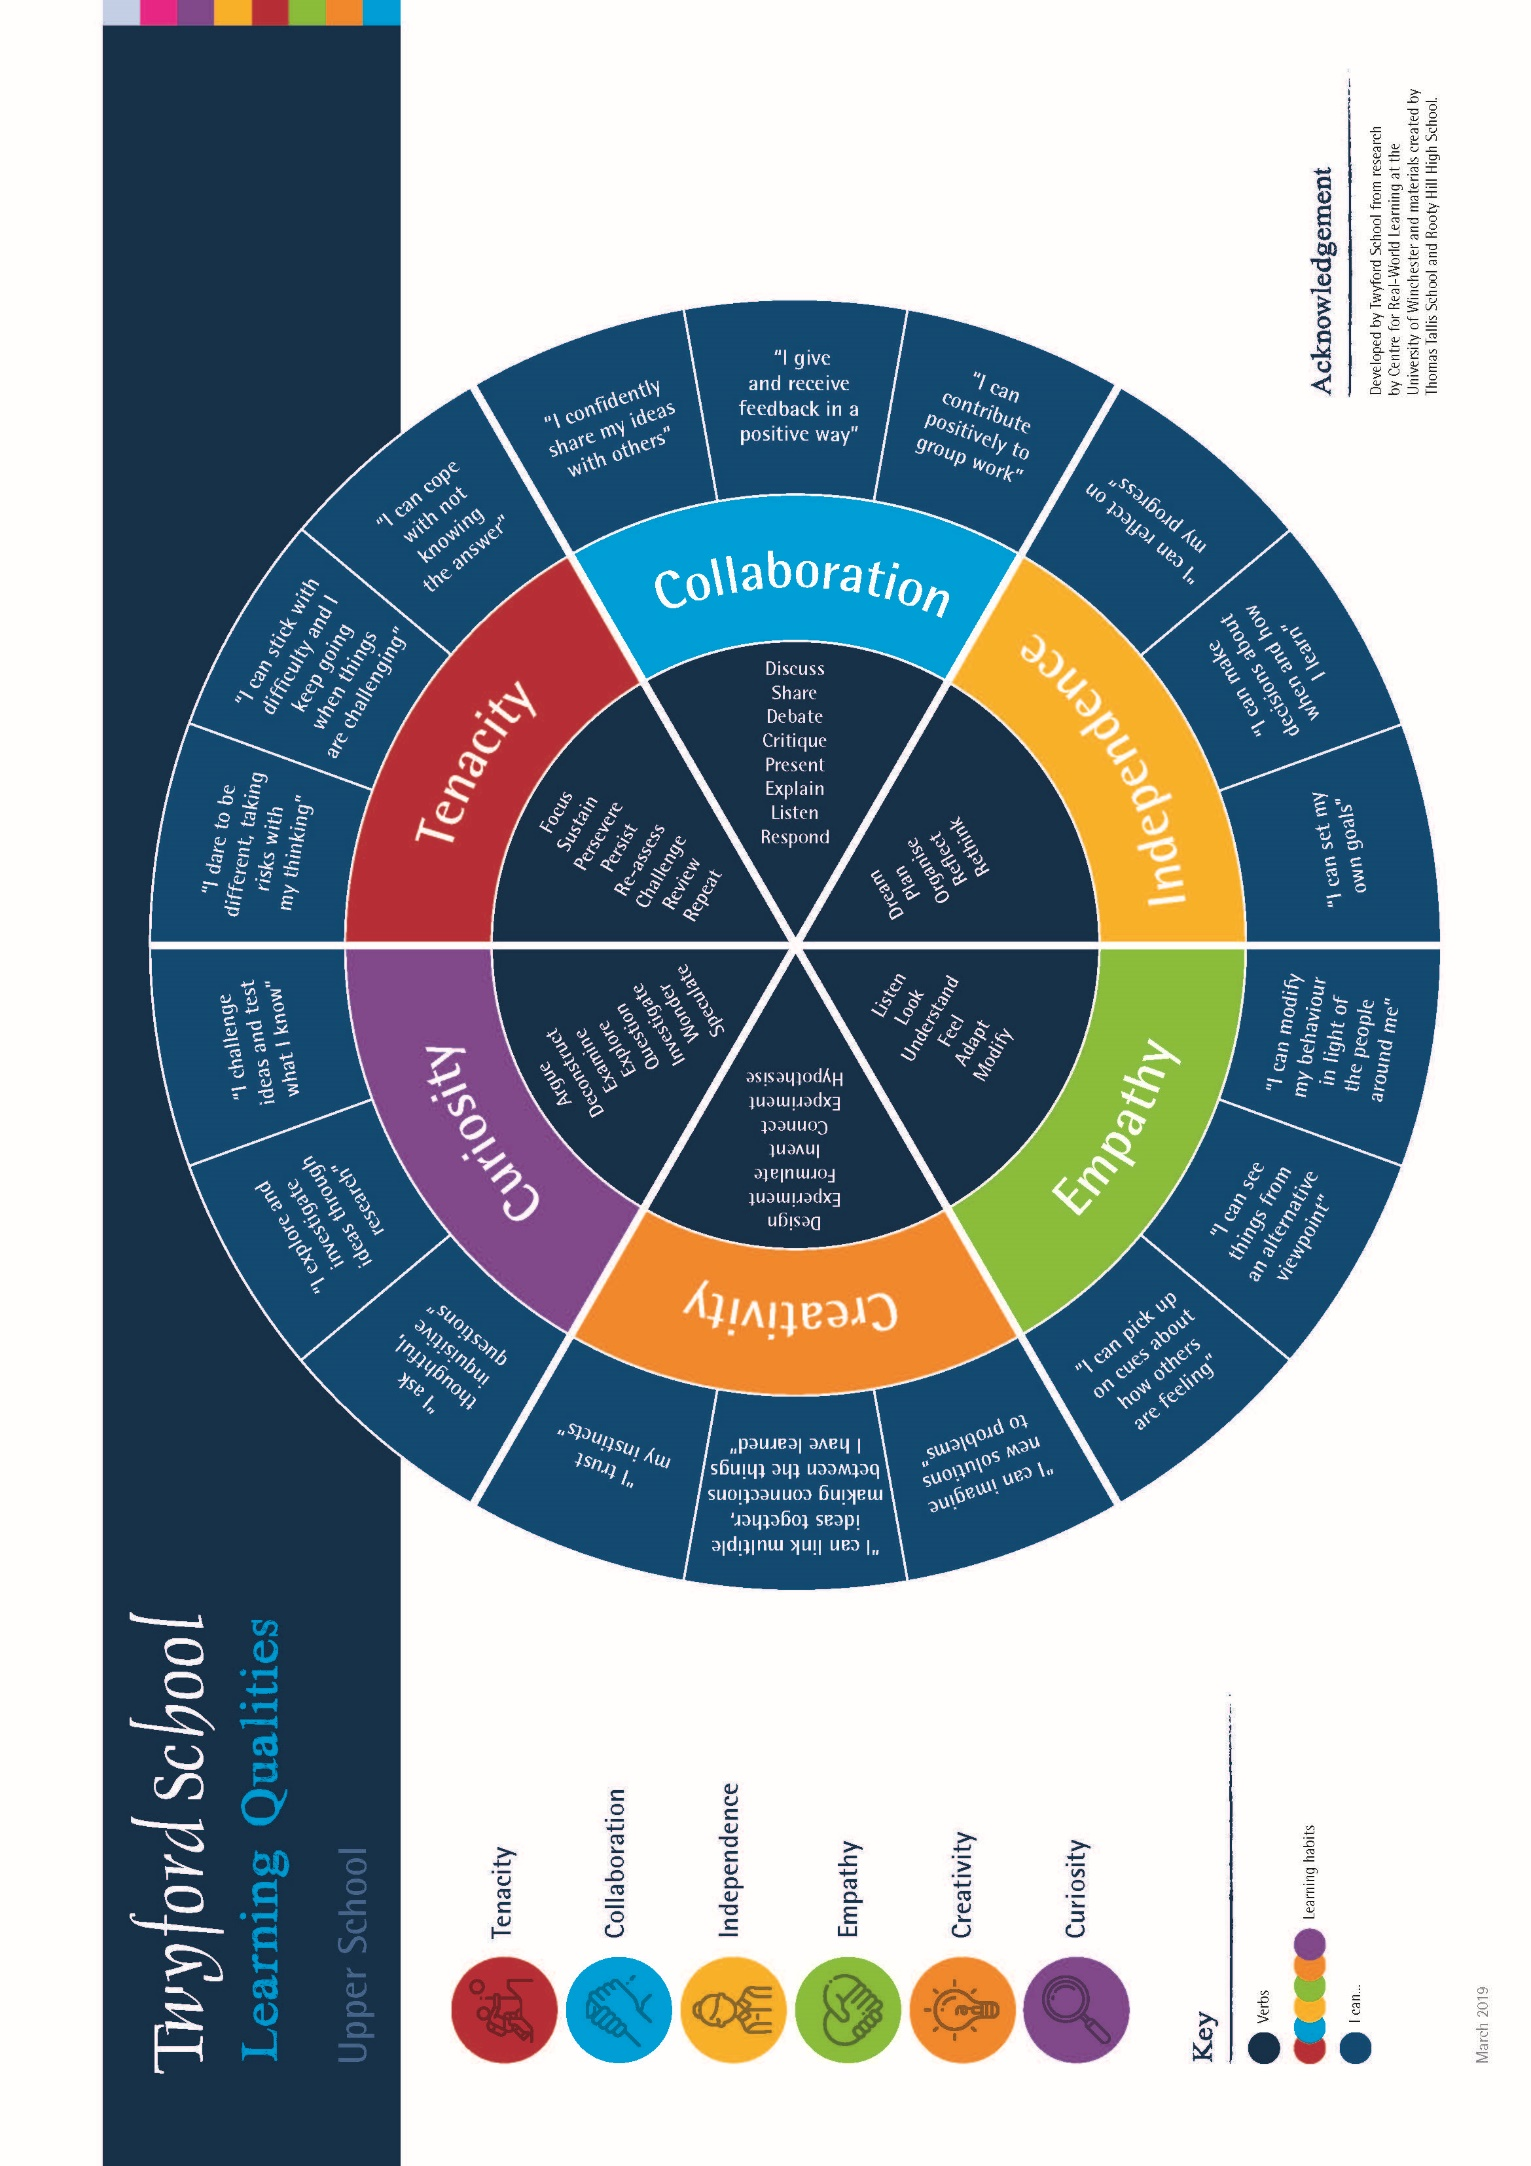 Twyford School
Learning Qualities
Upper School
Tenacity
Collaboration
Independence
Empathy
Creativity
Curiosity
Key
Verbs
Learning habits
I can...
March 2019
Tenacity
"I dare to be
different, taking
risks with
my thinking"
"I can stick with
difficulty and I
keep going
when things
are challenging"
"I can cope
with not
knowing
the answer"
Focus
Sustain
Persevere
Persist
Re-assess
Challenge
Review
Repeat
Collaboration
"I confidently
share my ideas
with others"
"I give
and receive
feedback in a
positive way"
"I can
contribute
positively to
group work"
Discuss
Share
Debate
Critique
Present
Explain
Listen
Respond
Independence
"I can reflect on
my progress"
"I can make
decisions about
when and how
I learn"
"I can set my
own goals"
Dream
Plan
Organise
Reflect
Rethink
Empathy
"I can modify
my behaviour
in light of
the people
around me"
"I can see
things from
an alternative
viewpoint"
"I can pick up
on cues about
how others
are feeling"
Listen
Look
Understand
Feel
Adapt
Modify
Creativity
"I can imagine
new solutions
to problems"
"I can link multiple
ideas together,
making connections
between the things
I have learned"
"I trust
my instincts"
Design
Experiment
Formulate
Invent
Connect
Experiment
Hypothesise
Curiosity
"I ask
thoughtful,
inquisitive
questions"
"I explore and
investigate
ideas through
research"
"I challenge
ideas and test
what I know"
Argue
Deconstruct
Examine
Explore
Question
Investigate
Wonder
Speculate
Acknowledgement
Developed by Twyford School from research
by Centre for Real-World Learning at the
University of Winchester and materials created by
Thomas Tallis School and Rooty Hill High School.